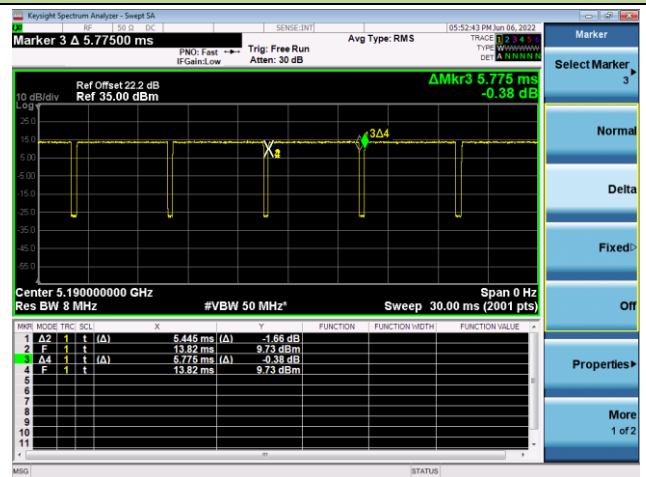 Keysight Spectrum Analyzer - Swept SA
RF 50 Ω DC SENSE:INT 05:52:43 PM Jun 06, 2022
Marker 3 Δ 5.77500 ms
PNO: Fast
IFGain:Low
Trig: Free Run
Atten: 30 dB
Avg Type: RMS
TRACE 1 2 3 4 5 6
TYPE WWWWWW
DET A N N N N N
ΔMkr3 5.775 ms
-0.38 dB
Ref Offset 22.2 dB
10 dB/div Ref 35.00 dBm
Log
25.0
15.0
5.00
-5.00
-15.0
-25.0
-35.0
-45.0
-55.0
3Δ4
Center 5.190000000 GHz Span 0 Hz
Res BW 8 MHz #VBW 50 MHz* Sweep 30.00 ms (2001 pts)
MKR MODE TRC SCL X Y FUNCTION FUNCTION WIDTH FUNCTION VALUE
1 Δ2 1 t (Δ) 5.445 ms (Δ) -1.66 dB
2 F 1 t 13.82 ms 9.73 dBm
3 Δ4 1 t (Δ) 5.775 ms (Δ) -0.38 dB
4 F 1 t 13.82 ms 9.73 dBm
5
6
7
8
9
10
11
MSG STATUS
Marker
Select Marker
3
Normal
Delta
Fixed
Off
Properties
More
1 of 2